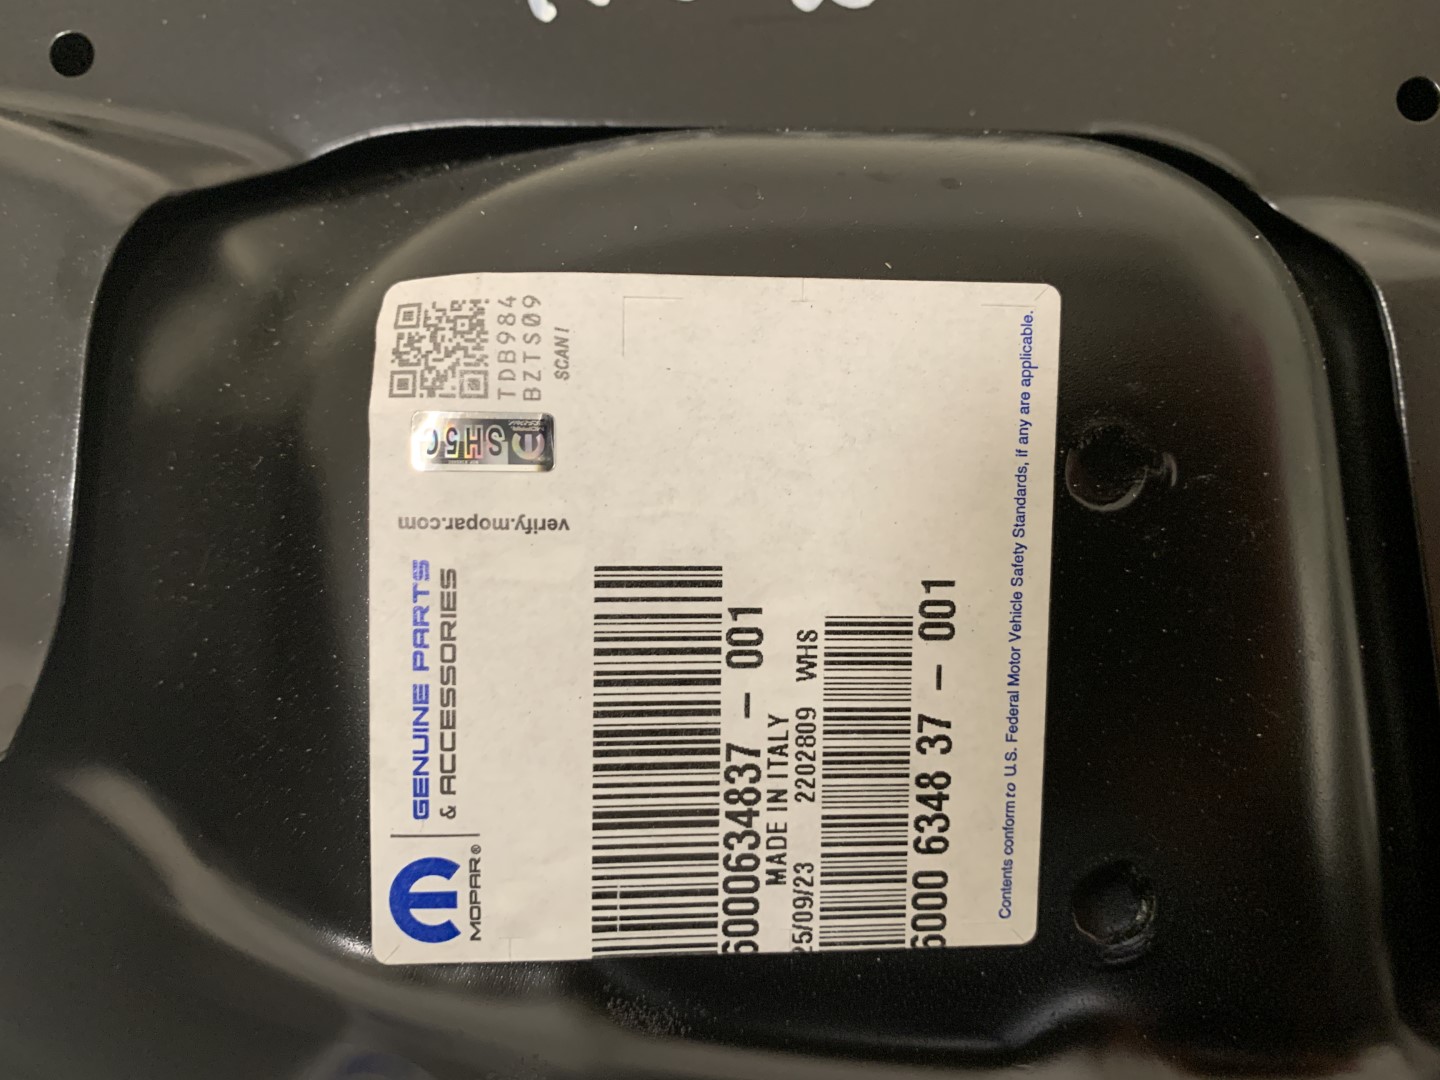 MOPAR®
GENUINE PARTS
& ACCESSORIES
verify.mopar.com
SH5
TDB984
BZTS09
SCAN!
6000634837 - 001
MADE IN ITALY
25/09/23 2202809 WHS
6000 6348 37 - 001
Contents conform to U.S. Federal Motor Vehicle Safety Standards, if any are applicable.